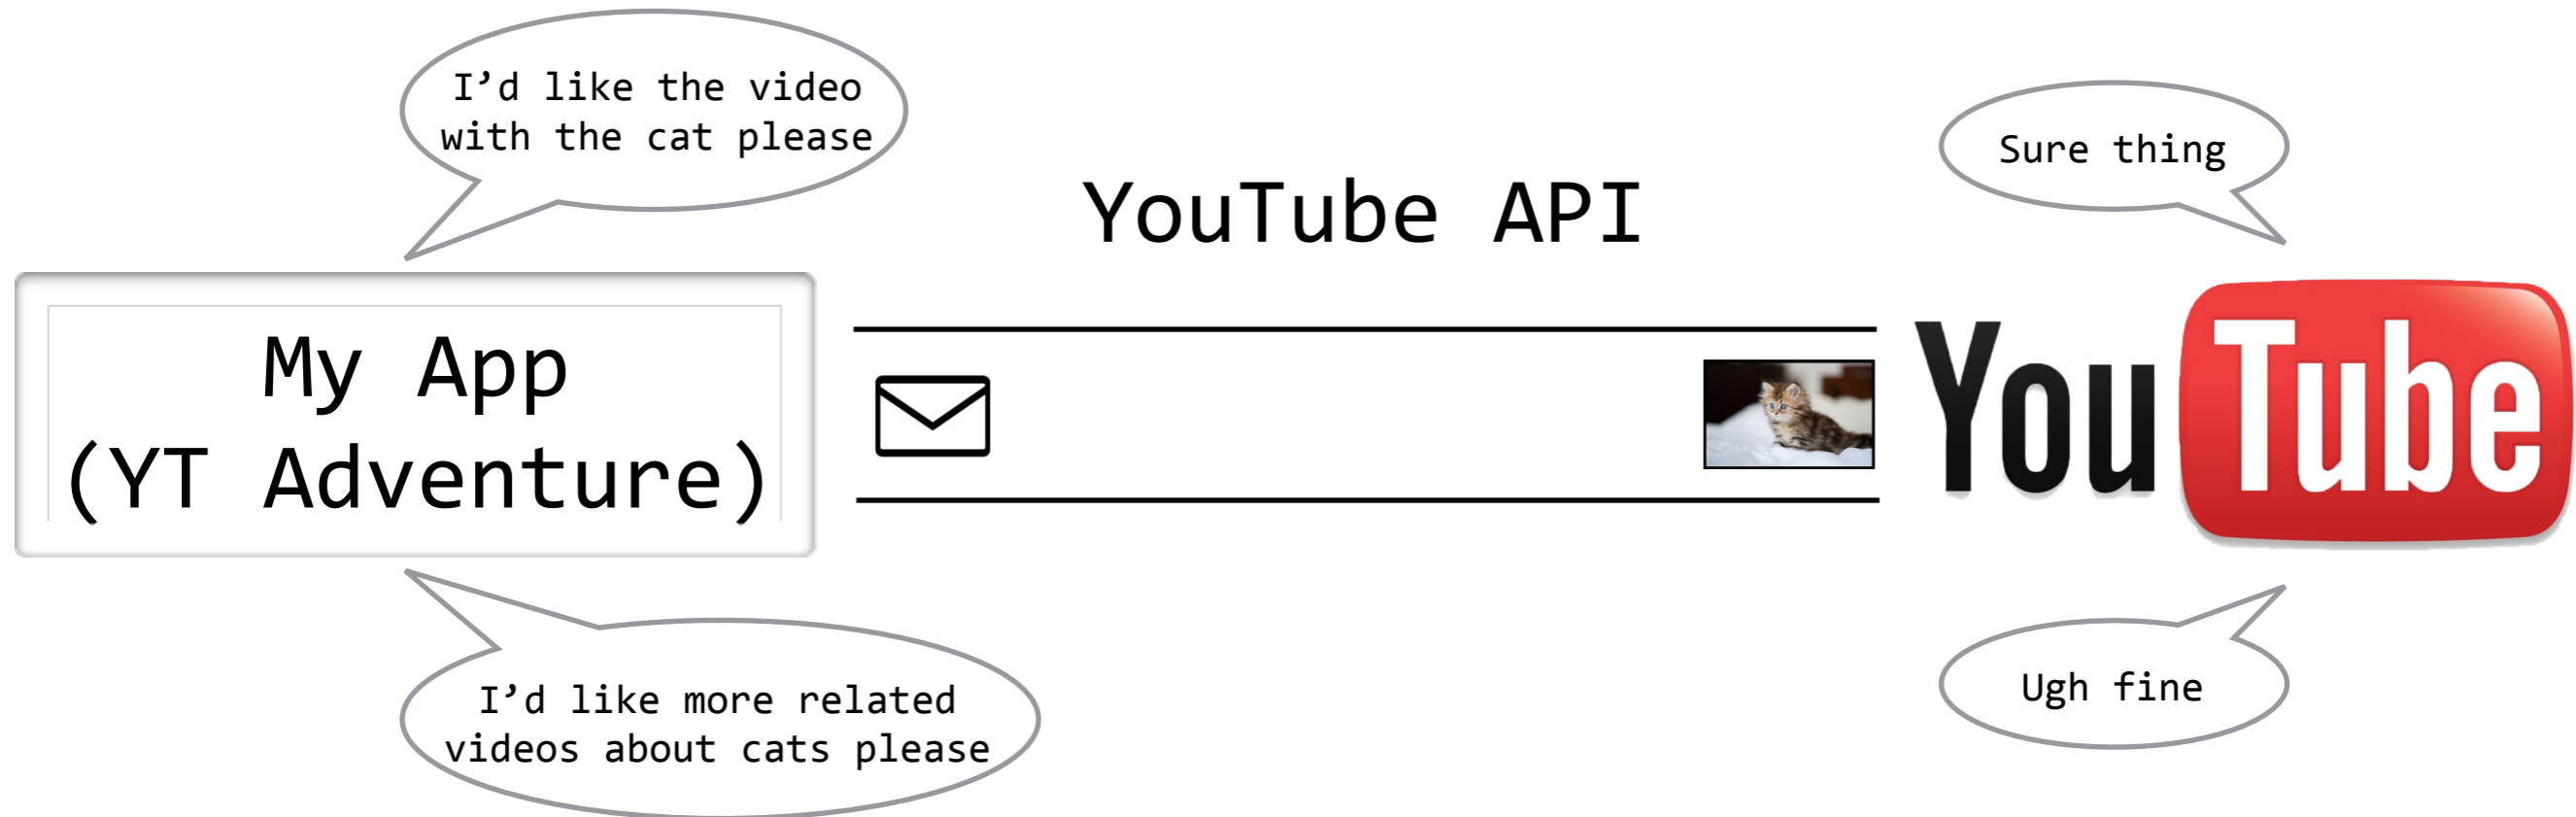 I’d like the video
with the cat please
Sure thing
YouTube API
My App
(YT Adventure)
YouTube
I’d like more related
videos about cats please
Ugh fine